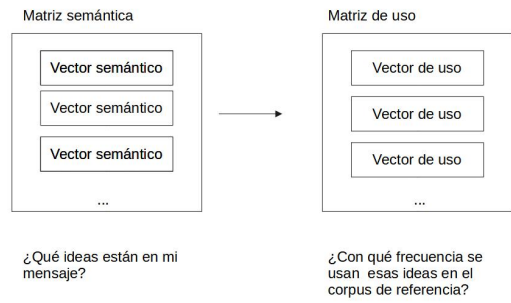 Matriz semántica
Matriz de uso
Vector semántico
Vector semántico
Vector semántico
...
Vector de uso
Vector de uso
Vector de uso
...
¿Qué ideas están en mi
mensaje?
¿Con qué frecuencia se
usan esas ideas en el
corpus de referencia?